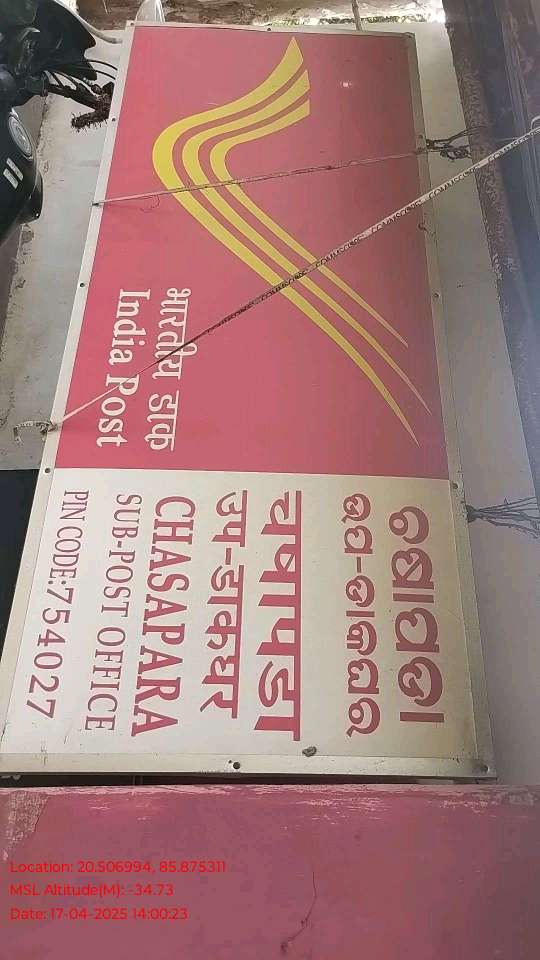 भारतीय डाक
India Post
ଚଷାପଡ଼ା
ଉପ-ଡାକଘର
चषापडा
उप-डाकघर
CHASAPARA
SUB-POST OFFICE
PIN CODE:754027
Location: 20.506994, 85.875311
MSL Altitude(M): -34.73
Date: 17-04-2025 14:00:23